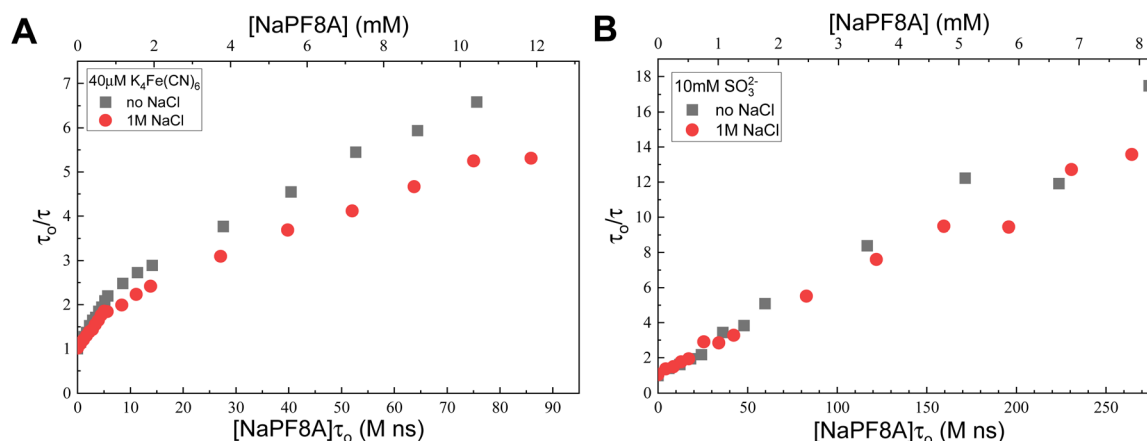 A
[NaPF8A] (mM)
0 2 4 6 8 10 12
7
6
5
4
3
2
1
0
τo/τ
40μM K4Fe(CN)6
no NaCl
1M NaCl
0 10 20 30 40 50 60 70 80 90
[NaPF8A]τo (M ns)
B
[NaPF8A] (mM)
0 1 2 3 4 5 6 7 8
18
16
14
12
10
8
6
4
2
0
τo/τ
10mM SO32-
no NaCl
1M NaCl
0 50 100 150 200 250
[NaPF8A]τo (M ns)